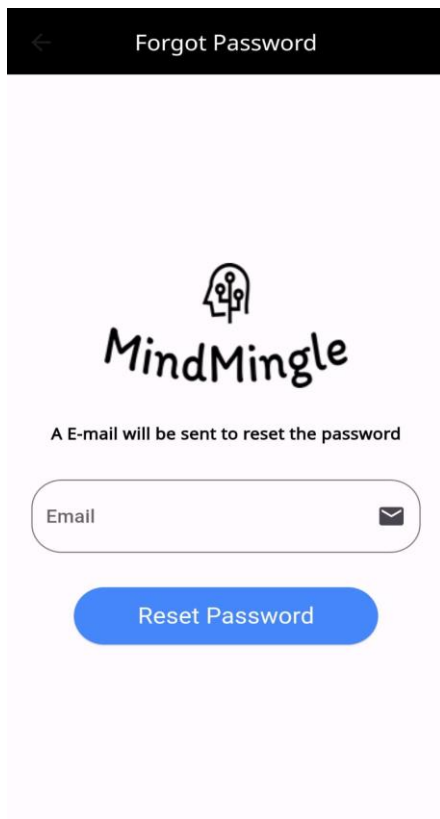 Forgot Password
MindMingle
A E-mail will be sent to reset the password
Email
Reset Password